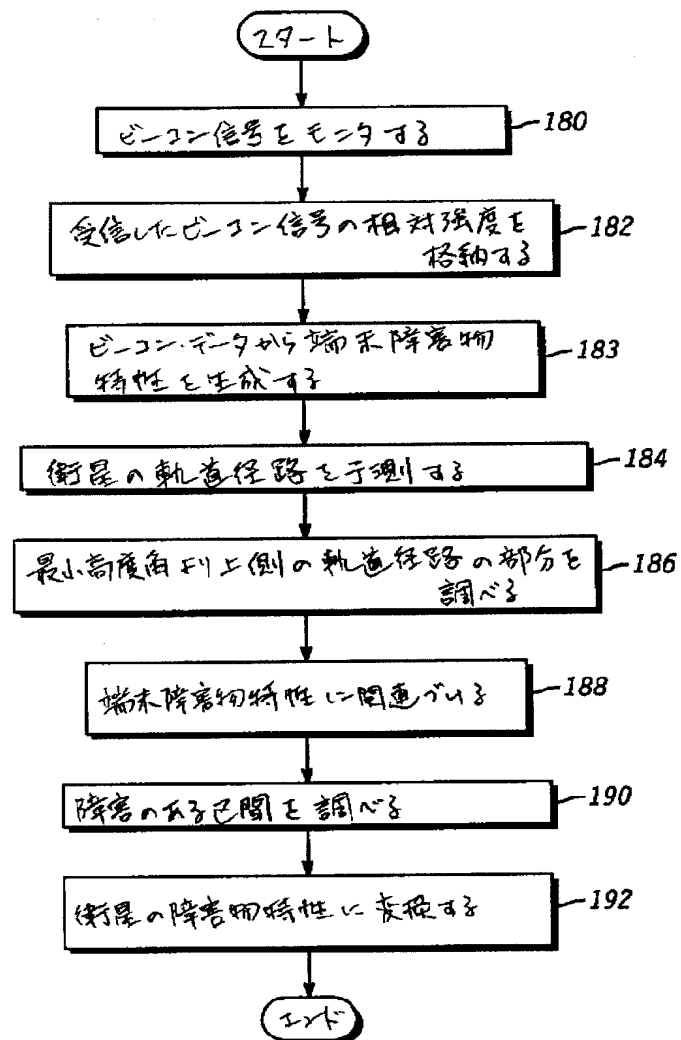 スタート
ビーコン信号をモニタする
180
受信したビーコン信号の相対強度を
格納する
182
ビーコン・データから端末障害物
特性を生成する
183
衛星の軌道径路を予測する
184
最小高度角より上側の軌道径路の部分を
調べる
186
端末障害物特性に関連づける
188
障害のある区間を調べる
190
衛星の障害物特性に変換する
192
エンド